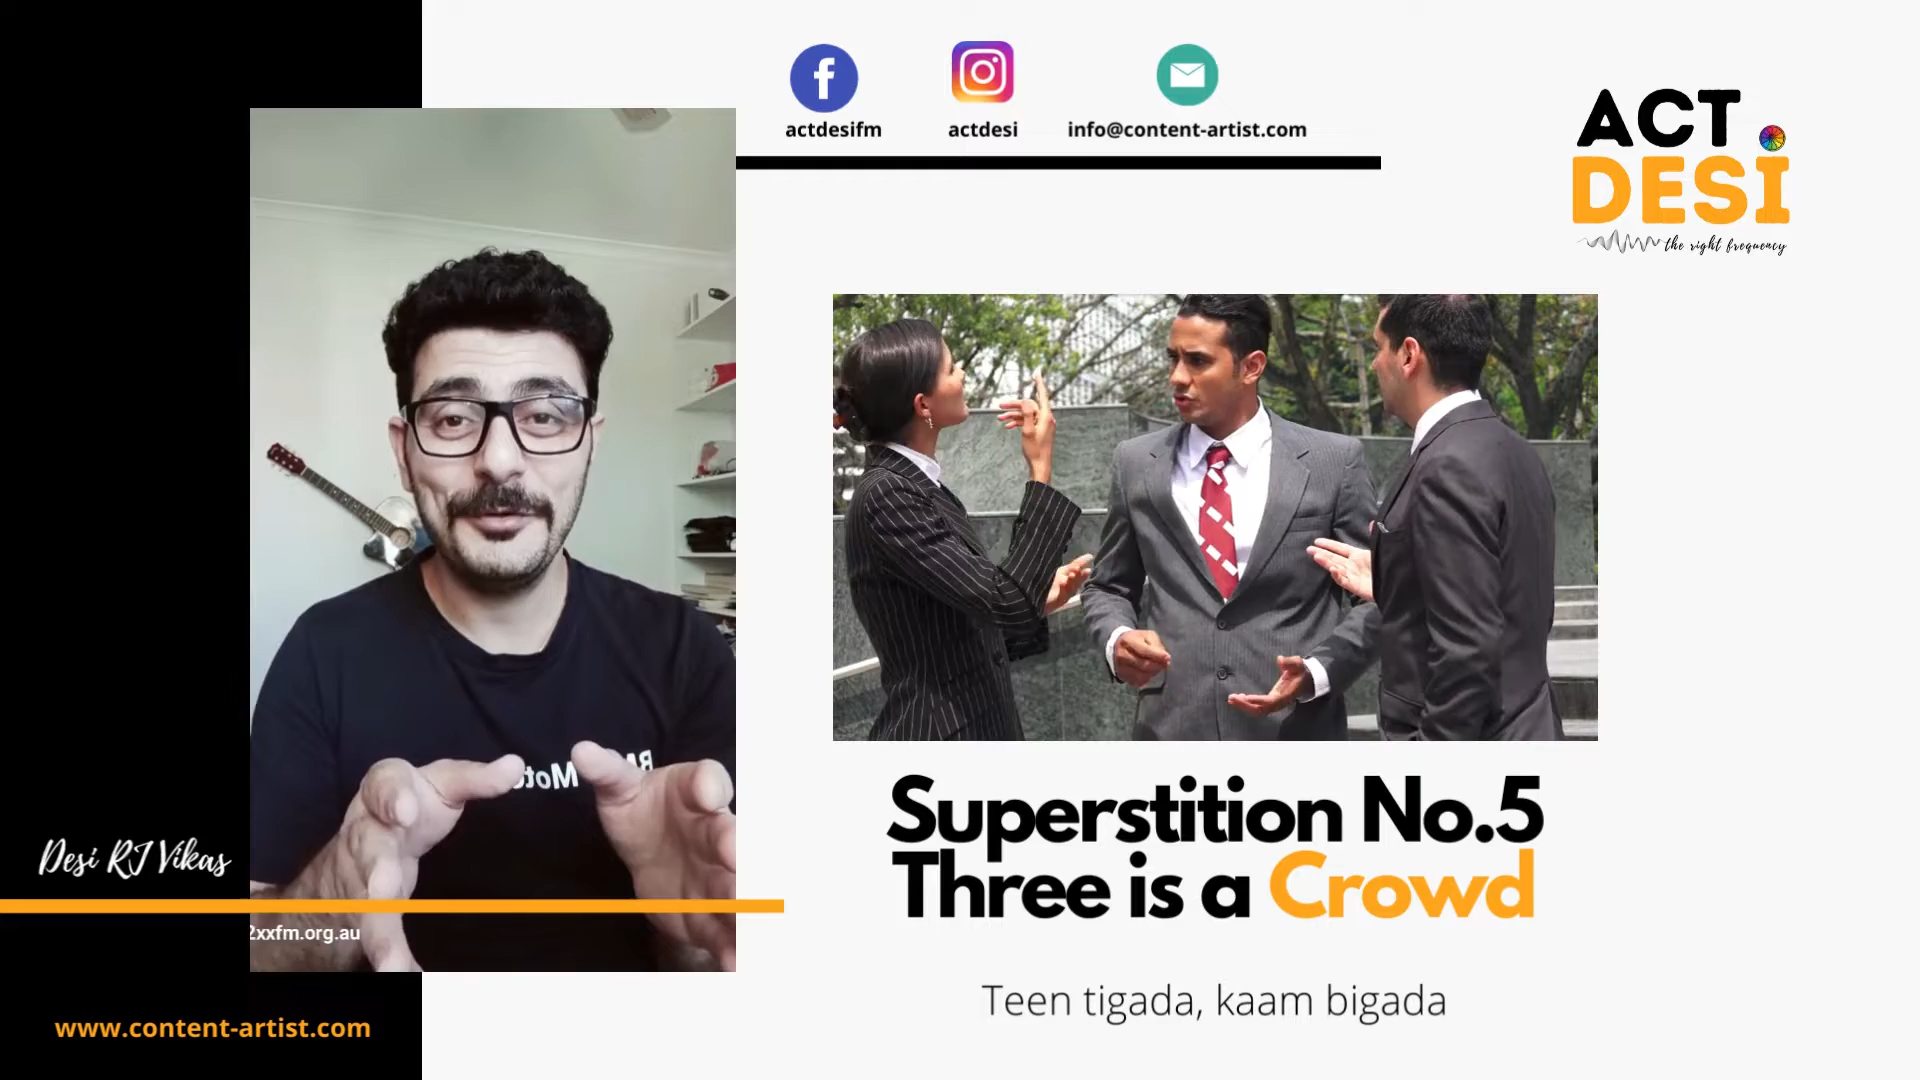 actdesifm
actdesi
info@content-artist.com
ACT
DESi
the right frequency
Desi RJ Vikas
2xxfm.org.au
www.content-artist.com
Superstition No.5
Three is a Crowd
Teen tigada, kaam bigada